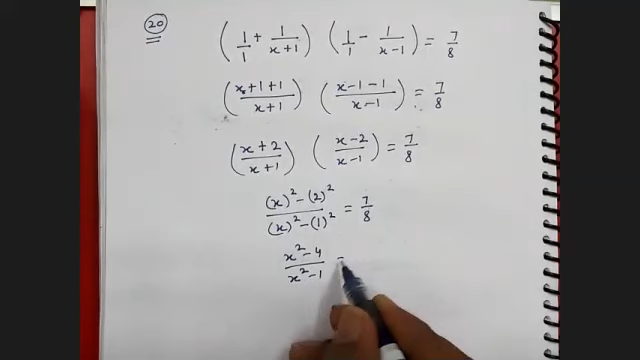 20
(1/1 + 1/(x+1)) (1/1 - 1/(x-1)) = 7/8
((x+1+1)/(x+1)) ((x-1-1)/(x-1)) = 7/8
((x+2)/(x+1)) ((x-2)/(x-1)) = 7/8
((x)² - (2)²)/((x)² - (1)²) = 7/8
(x² - 4)/(x² - 1) =